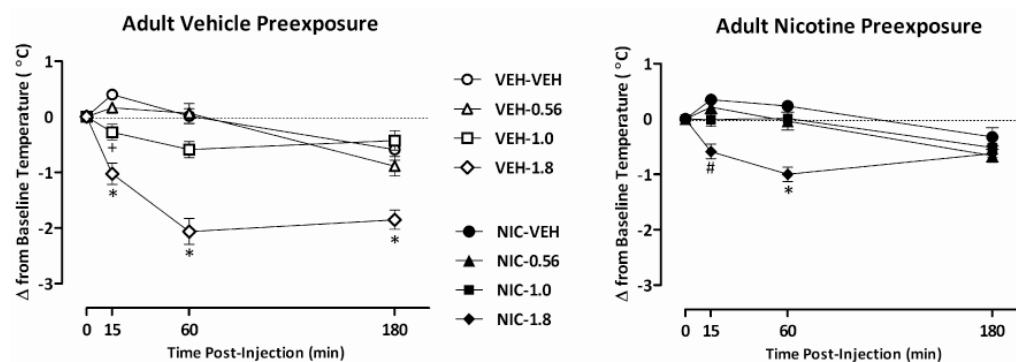 Adult Vehicle Preexposure
Δ from Baseline Temperature ( °C)
1
0
-1
-2
-3
+
*
*
*
0 15 60 180
Time Post-Injection (min)
VEH-VEH
VEH-0.56
VEH-1.0
VEH-1.8
NIC-VEH
NIC-0.56
NIC-1.0
NIC-1.8
Adult Nicotine Preexposure
Δ from Baseline Temperature ( °C)
1
0
-1
-2
-3
#
*
0 15 60 180
Time Post-Injection (min)